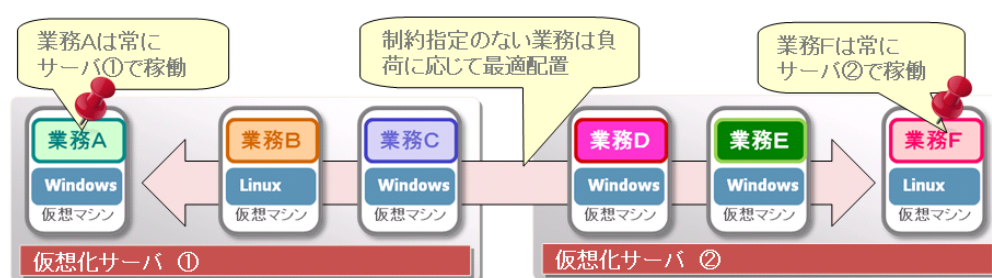 業務Aは常に
サーバ①で稼働
制約指定のない業務は負
荷に応じて最適配置
業務Fは常に
サーバ②で稼働
業務A
業務B
業務C
業務D
業務E
業務F
Windows
Linux
Windows
Windows
Windows
Linux
仮想マシン
仮想マシン
仮想マシン
仮想マシン
仮想マシン
仮想マシン
仮想化サーバ ①
仮想化サーバ ②